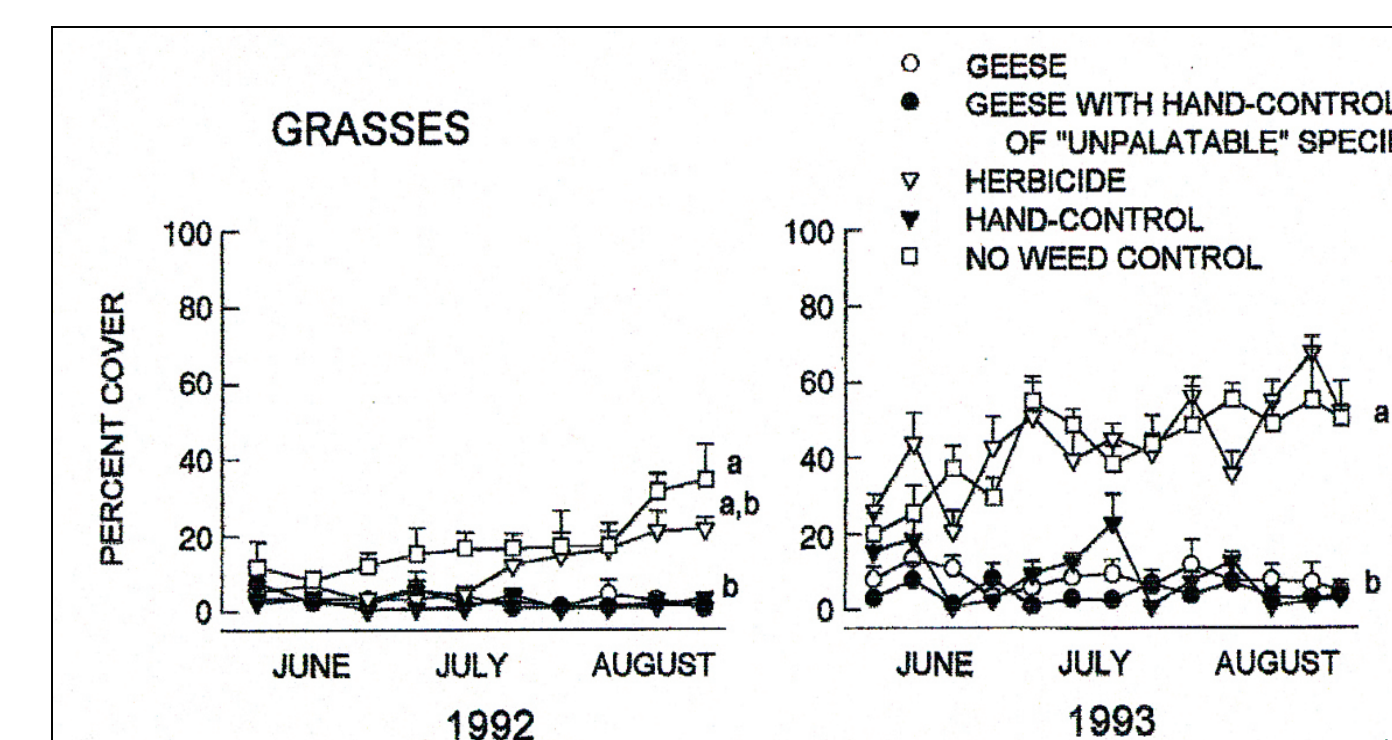 GRASSES
GEESE
GEESE WITH HAND-CONTROL
OF "UNPALATABLE" SPECI
HERBICIDE
HAND-CONTROL
NO WEED CONTROL
PERCENT COVER
100
80
60
40
20
0
a
a,b
b
JUNE JULY AUGUST
1992
100
80
60
40
20
0
a
b
JUNE JULY AUGUST
1993